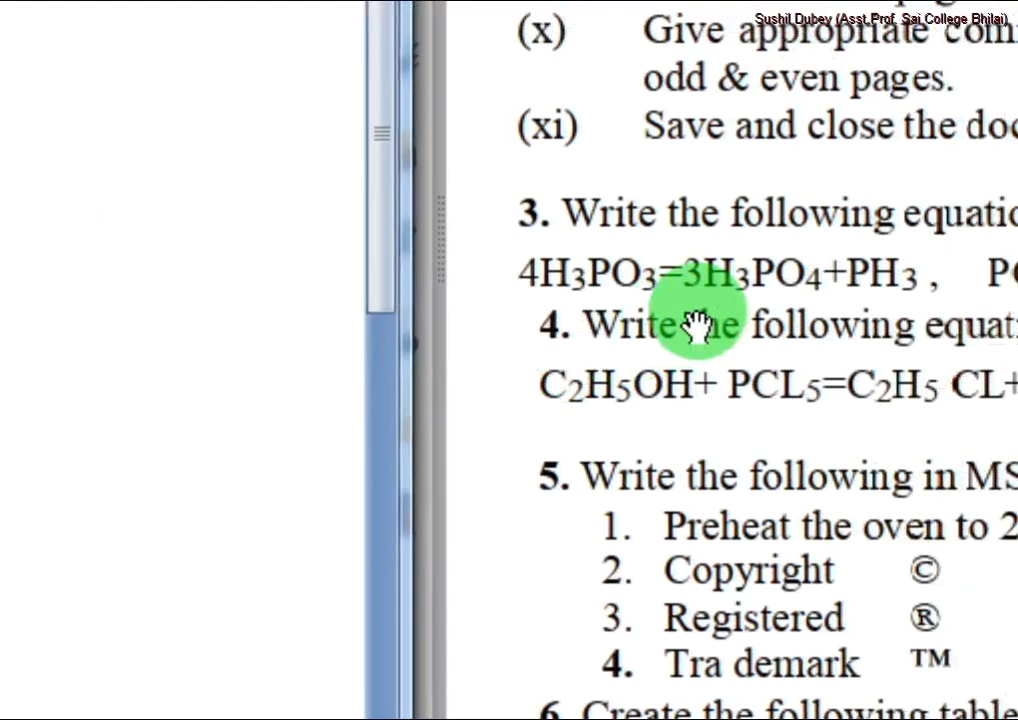 Sushil Dubey (Asst.Prof. Sai College Bhilai)
(x) Give appropriate com
odd & even pages.
(xi) Save and close the doc
3. Write the following equatio
4H3PO3=3H3PO4+PH3 , P
4. Write the following equati
C2H5OH+ PCL5=C2H5 CL+
5. Write the following in MS
1. Preheat the oven to 2
2. Copyright ©
3. Registered ®
4. Tra demark ™
6. Create the following table